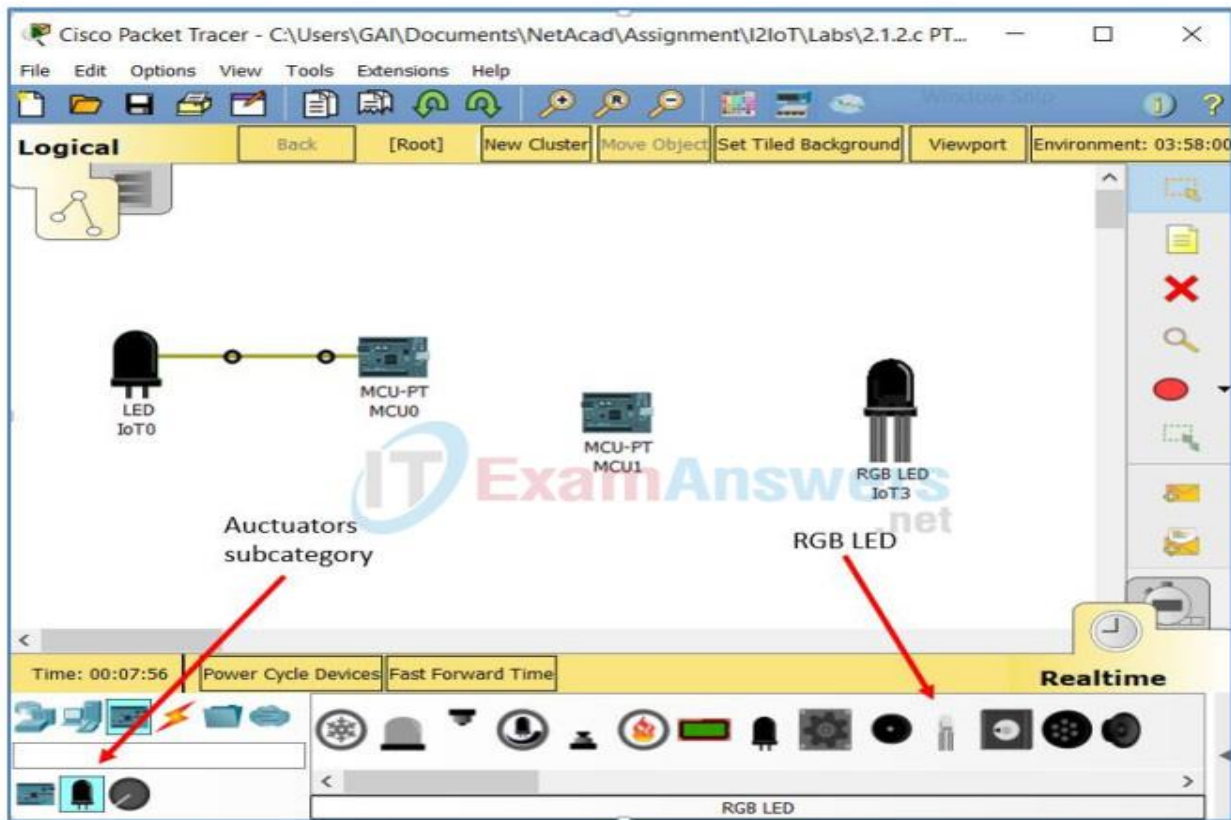 Cisco Packet Tracer - C:\Users\GAI\Documents\NetAcad\Assignment\I2IoT\Labs\2.1.2.c PT...
File Edit Options View Tools Extensions Help
Window Snip
Logical Back [Root] New Cluster Move Object Set Tiled Background Viewport Environment: 03:58:00
MCU-PT
MCU0
LED
IoT0
MCU-PT
MCU1
RGB LED
IoT3
ITExamAnswers
.net
Auctuators
subcategory
RGB LED
Time: 00:07:56 Power Cycle Devices Fast Forward Time Realtime
RGB LED